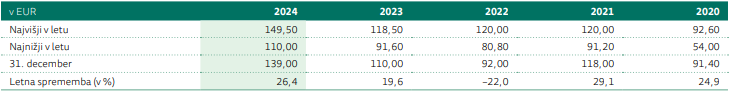 v EUR 2024 2023 2022 2021 2020
Najvišji v letu 149,50 118,50 120,00 120,00 92,60
Najnižji v letu 110,00 91,60 80,80 91,20 54,00
31. december 139,00 110,00 92,00 118,00 91,40
Letna sprememba (v %) 26,4 19,6 –22,0 29,1 24,9